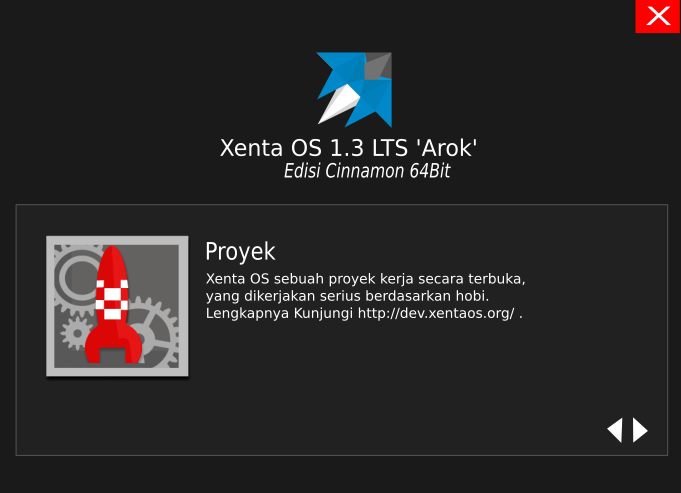 Xenta OS 1.3 LTS 'Arok'
Edisi Cinnamon 64Bit
Proyek
Xenta OS sebuah proyek kerja secara terbuka,
yang dikerjakan serius berdasarkan hobi.
Lengkapnya Kunjungi http://dev.xentaos.org/ .